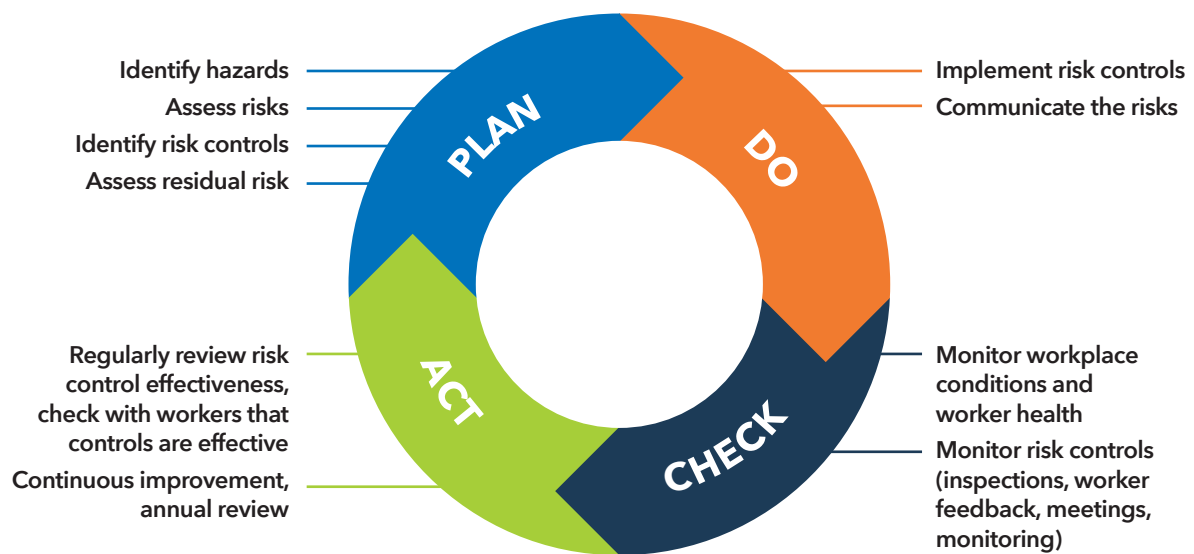 PLAN
Identify hazards
Assess risks
Identify risk controls
Assess residual risk
DO
Implement risk controls
Communicate the risks
CHECK
Monitor workplace
conditions and
worker health
Monitor risk controls
(inspections, worker
feedback, meetings,
monitoring)
ACT
Regularly review risk
control effectiveness,
check with workers that
controls are effective
Continuous improvement,
annual review